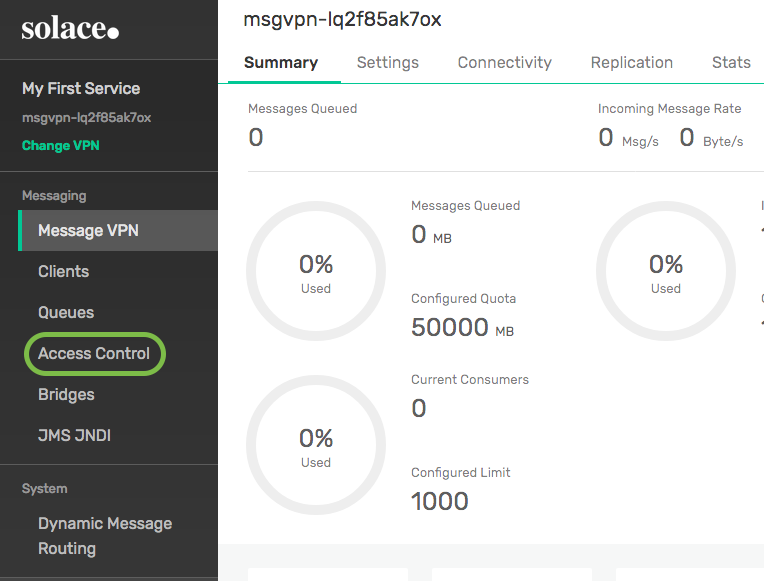 solace.
My First Service
msgvpn-lq2f85ak7ox
Change VPN
Messaging
Message VPN
Clients
Queues
Access Control
Bridges
JMS JNDI
System
Dynamic Message
Routing
msgvpn-lq2f85ak7ox
Summary Settings Connectivity Replication Stats
Messages Queued
0
Incoming Message Rate
0 Msg/s 0 Byte/s
0%
Used
Messages Queued
0 MB
Configured Quota
50000 MB
0%
Used
0%
Used
Current Consumers
0
Configured Limit
1000